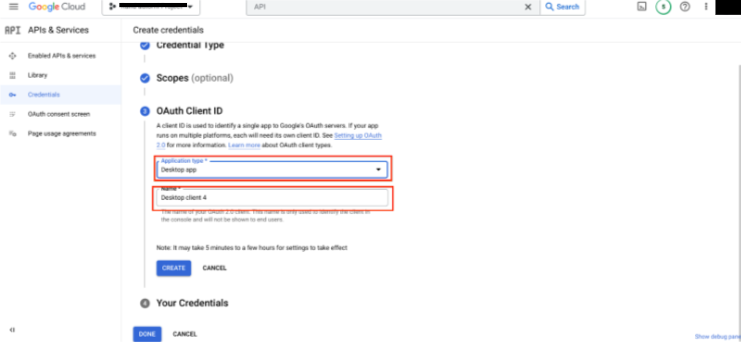 Google Cloud
API
Search
5
API APIs & Services
Create credentials
Enabled APIs & services
Library
Credentials
OAuth consent screen
Page usage agreements
Credential Type
Scopes (optional)
3 OAuth Client ID
A client ID is used to identify a single app to Google's OAuth servers. If your app
runs on multiple platforms, each will need its own client ID. See Setting up OAuth
2.0 for more information. Learn more about OAuth client types.
Application type *
Desktop app
Name *
Desktop client 4
The name of your OAuth 2.0 client. This name is only used to identify the client in
the console and will not be shown to end users.
Note: It may take 5 minutes to a few hours for settings to take effect
CREATE CANCEL
4 Your Credentials
DONE CANCEL
Show debug pane